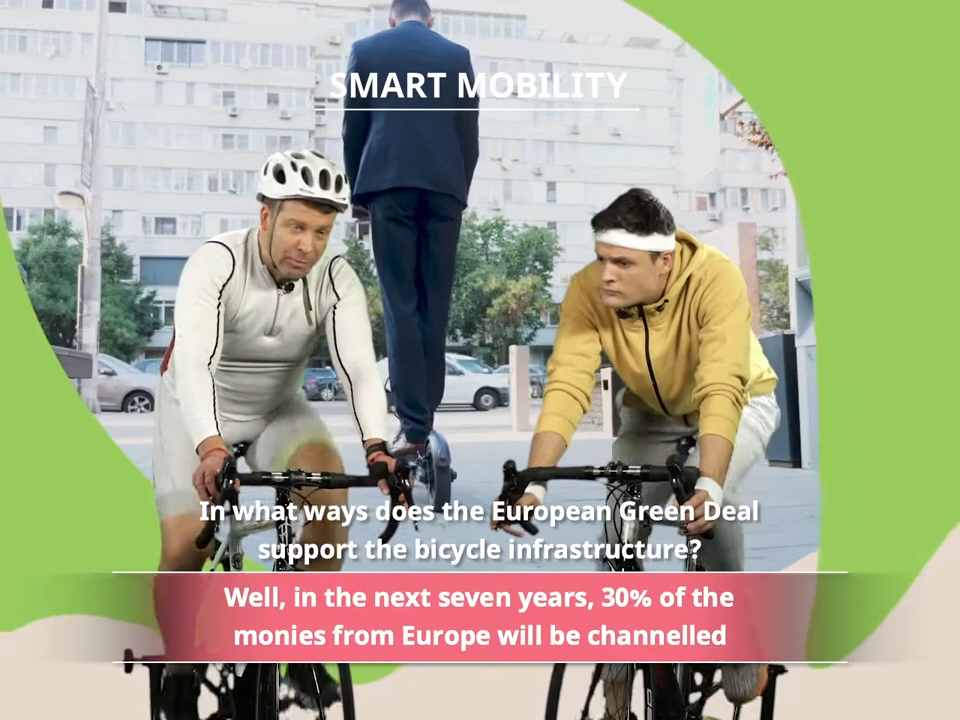 SMART MOBILITY
In what ways does the European Green Deal
support the bicycle infrastructure?
Well, in the next seven years, 30% of the
monies from Europe will be channelled